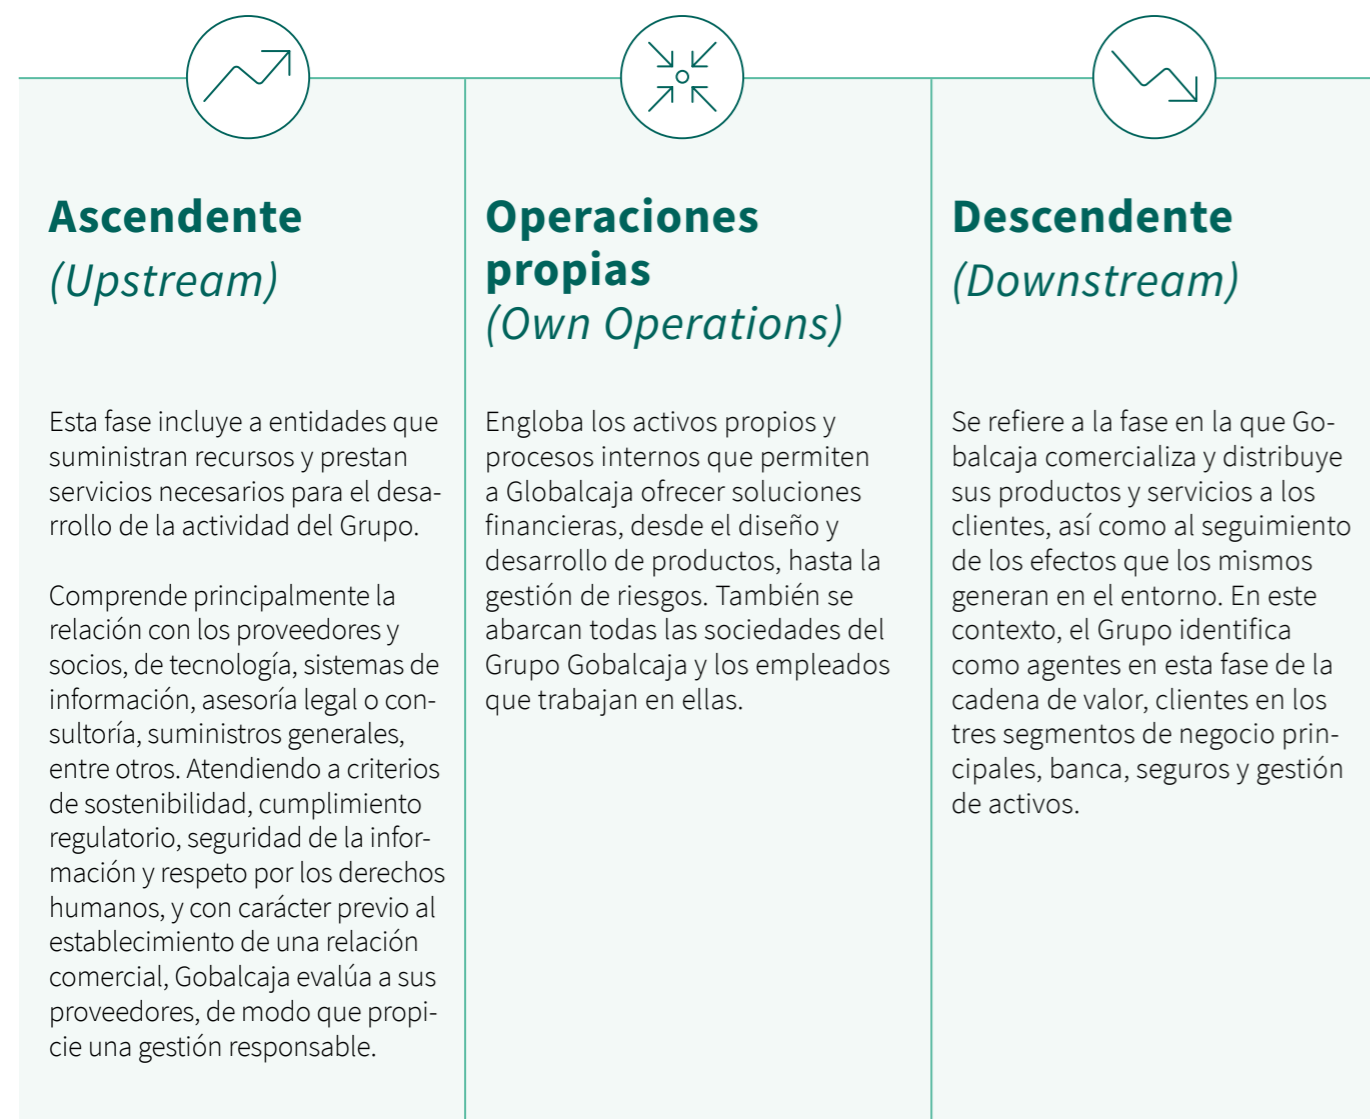 Ascendente
(Upstream)
Esta fase incluye a entidades que
suministran recursos y prestan
servicios necesarios para el desa-
rrollo de la actividad del Grupo.
Comprende principalmente la
relación con los proveedores y
socios, de tecnología, sistemas de
información, asesoría legal o con-
sultoría, suministros generales,
entre otros. Atendiendo a criterios
de sostenibilidad, cumplimiento
regulatorio, seguridad de la infor-
mación y respeto por los derechos
humanos, y con carácter previo al
establecimiento de una relación
comercial, Gobalcaja evalúa a sus
proveedores, de modo que propi-
cie una gestión responsable.
Operaciones
propias
(Own Operations)
Engloba los activos propios y
procesos internos que permiten
a Globalcaja ofrecer soluciones
financieras, desde el diseño y
desarrollo de productos, hasta la
gestión de riesgos. También se
abarcan todas las sociedades del
Grupo Gobalcaja y los empleados
que trabajan en ellas.
Descendente
(Downstream)
Se refiere a la fase en la que Go-
balcaja comercializa y distribuye
sus productos y servicios a los
clientes, así como al seguimiento
de los efectos que los mismos
generan en el entorno. En este
contexto, el Grupo identifica
como agentes en esta fase de la
cadena de valor, clientes en los
tres segmentos de negocio prin-
cipales, banca, seguros y gestión
de activos.